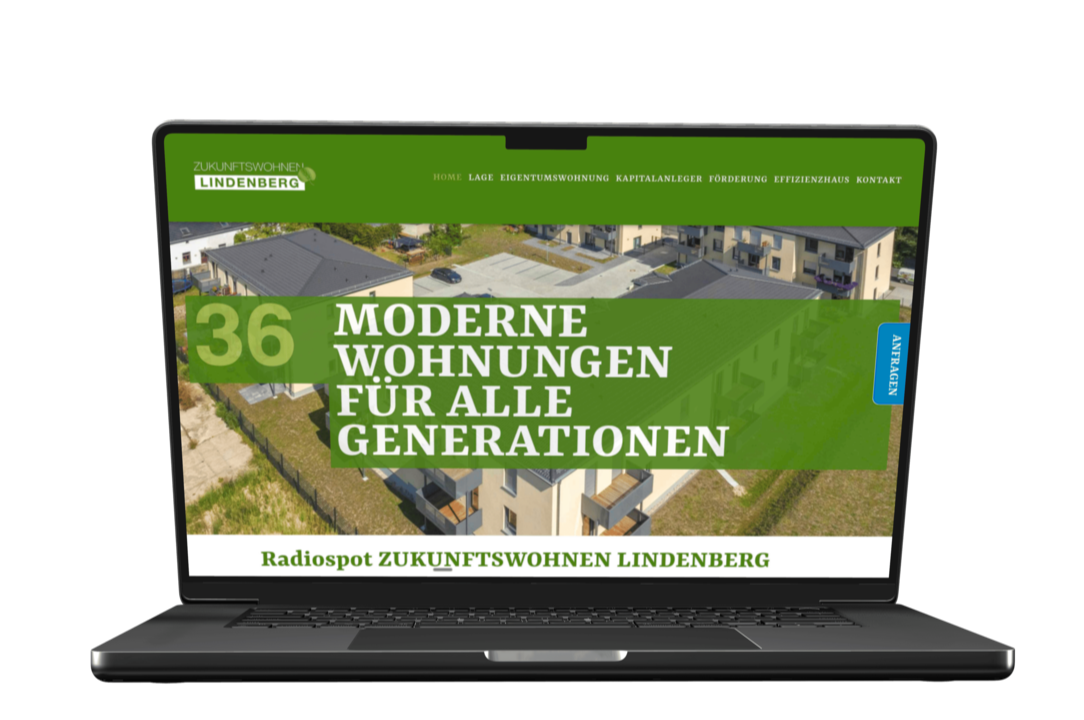 ZUKUNFTSWOHNEN
LINDENBERG
HOME LAGE EIGENTUMSWOHNUNG KAPITALANLEGER FÖRDERUNG EFFIZIENZHAUS KONTAKT
36 MODERNE
WOHNUNGEN
FÜR ALLE
GENERATIONEN
ANFRAGEN
Radiospot ZUKUNFTSWOHNEN LINDENBERG